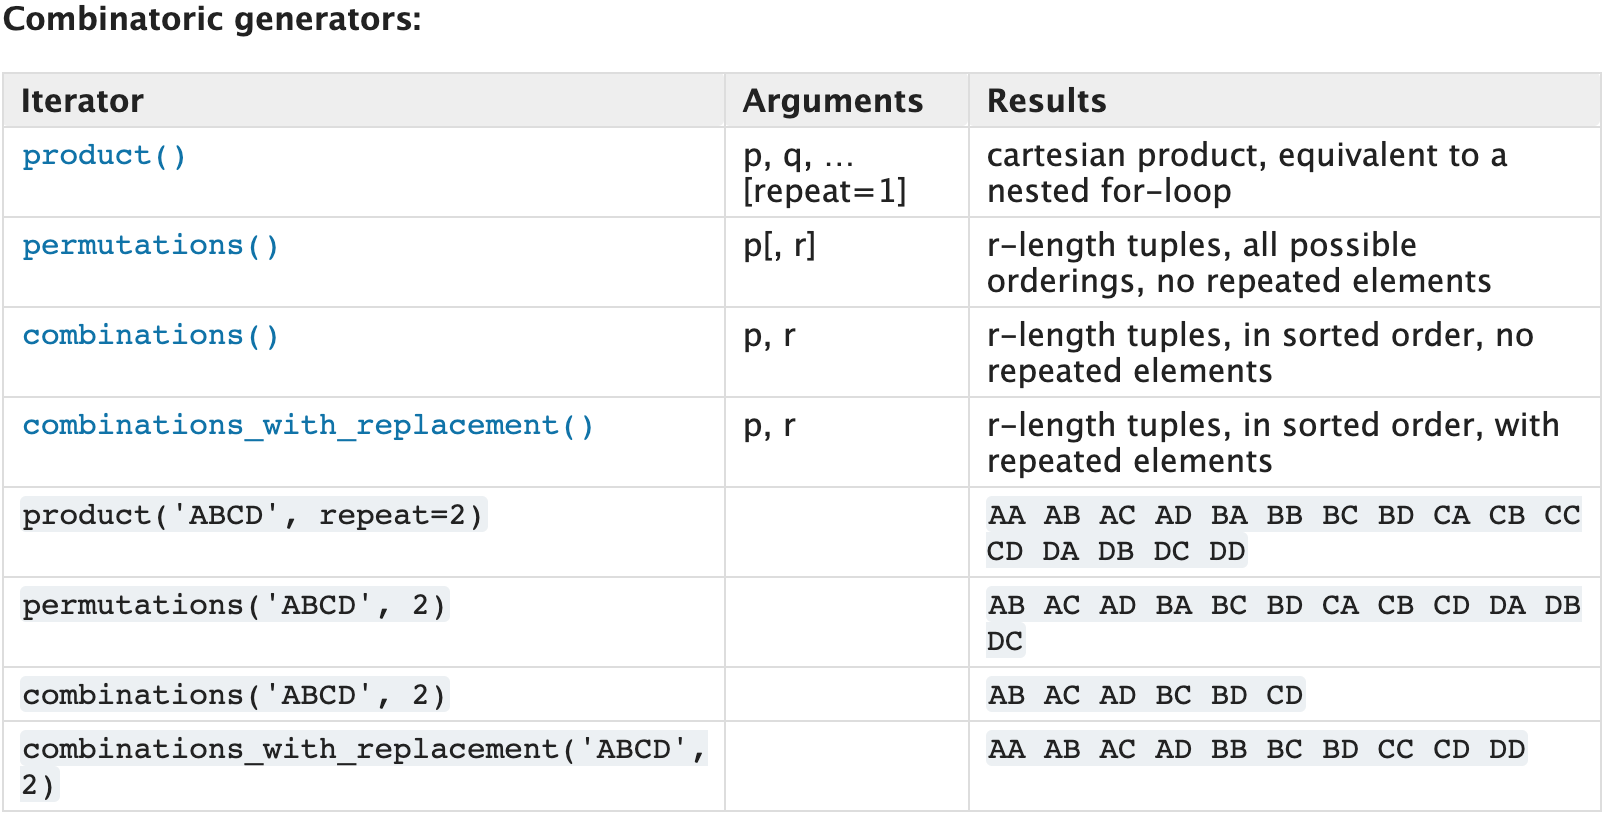 Combinatoric generators:
Iterator Arguments Results
product() p, q, … cartesian product, equivalent to a
[repeat=1] nested for-loop
permutations() p[, r] r-length tuples, all possible
orderings, no repeated elements
combinations() p, r r-length tuples, in sorted order, no
repeated elements
combinations_with_replacement() p, r r-length tuples, in sorted order, with
repeated elements
product('ABCD', repeat=2) AA AB AC AD BA BB BC BD CA CB CC
CD DA DB DC DD
permutations('ABCD', 2) AB AC AD BA BC BD CA CB CD DA DB
DC
combinations('ABCD', 2) AB AC AD BC BD CD
combinations_with_replacement('ABCD', AA AB AC AD BB BC BD CC CD DD
2)